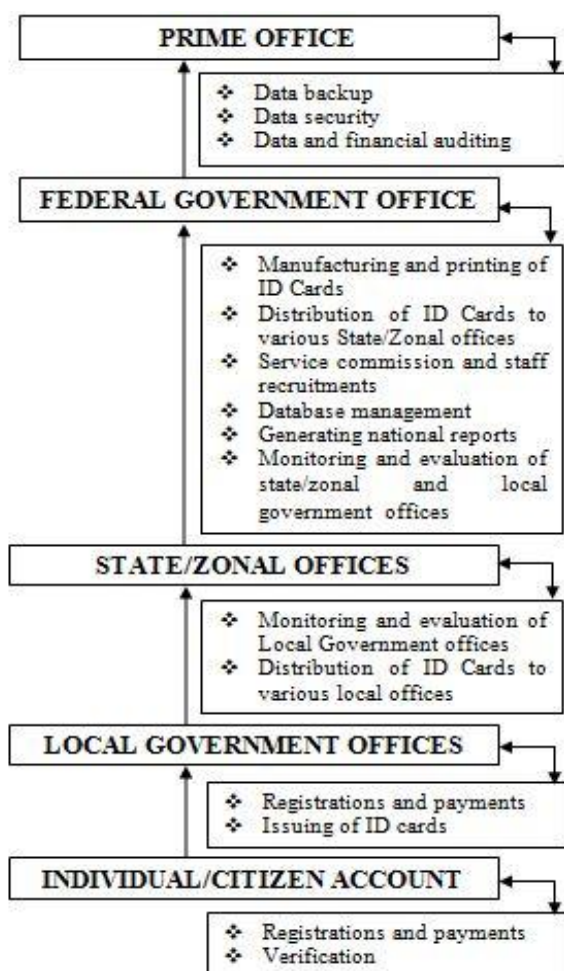 PRIME OFFICE
❖ Data backup
❖ Data security
❖ Data and financial auditing
FEDERAL GOVERNMENT OFFICE
❖ Manufacturing and printing of
ID Cards
❖ Distribution of ID Cards to
various State/Zonal offices
❖ Service commission and staff
recruitments
❖ Database management
❖ Generating national reports
❖ Monitoring and evaluation of
state/zonal and local
government offices
STATE/ZONAL OFFICES
❖ Monitoring and evaluation of
Local Government offices
❖ Distribution of ID Cards to
various local offices
LOCAL GOVERNMENT OFFICES
❖ Registrations and payments
❖ Issuing of ID cards
INDIVIDUAL/CITIZEN ACCOUNT
❖ Registrations and payments
❖ Verification